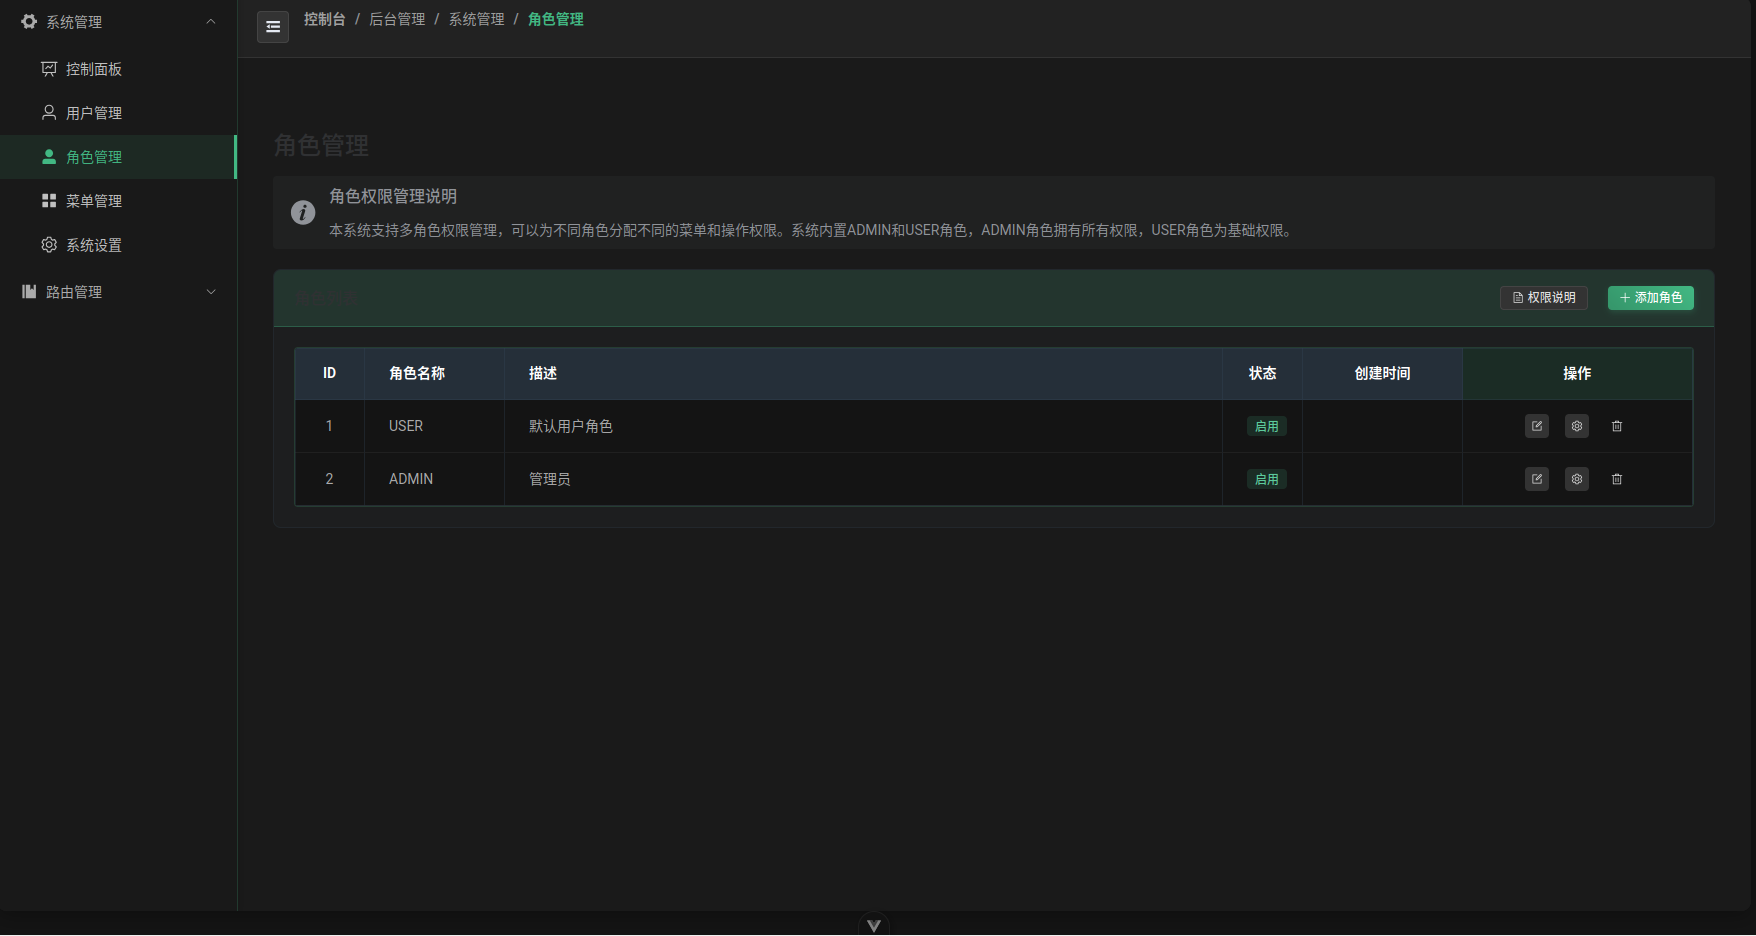 系统管理
控制面板
用户管理
角色管理
菜单管理
系统设置
路由管理
控制台 / 后台管理 / 系统管理 / 角色管理
角色管理
角色权限管理说明
本系统支持多角色权限管理，可以为不同角色分配不同的菜单和操作权限。系统内置ADMIN和USER角色，ADMIN角色拥有所有权限，USER角色为基础权限。
权限说明 添加角色
ID 角色名称 描述 状态 创建时间 操作
1 USER 默认用户角色 启用
2 ADMIN 管理员 启用